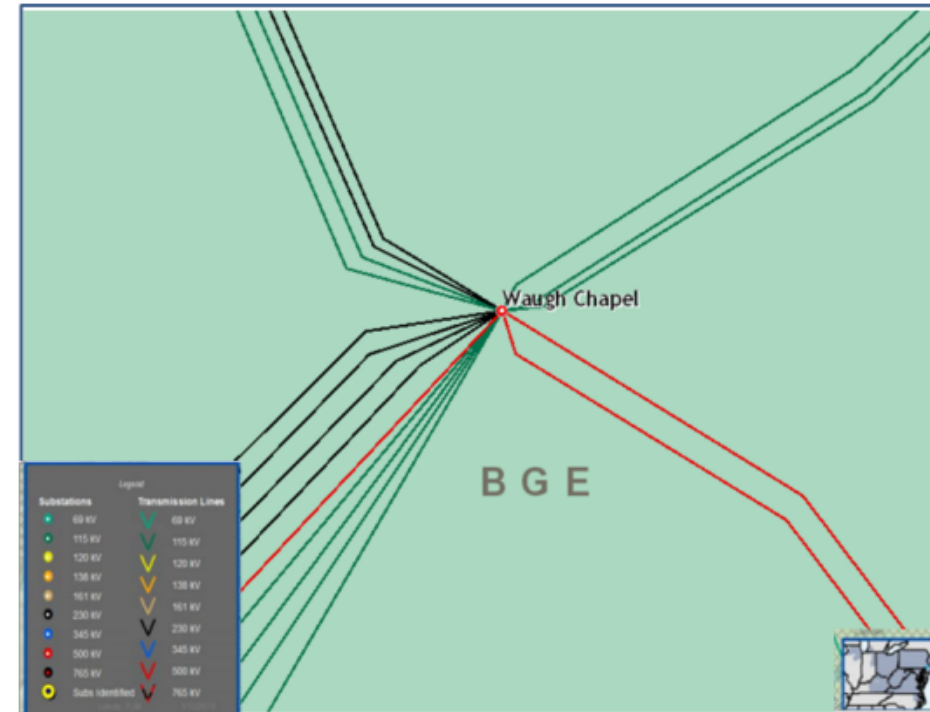 Waugh Chapel
B G E
Legend
Substations Transmission Lines
69 kV 69 kV
115 kV 115 kV
120 kV 120 kV
138 kV 138 kV
161 kV 161 kV
230 kV 230 kV
345 kV 345 kV
500 kV 500 kV
765 kV 765 kV
Subs Identified